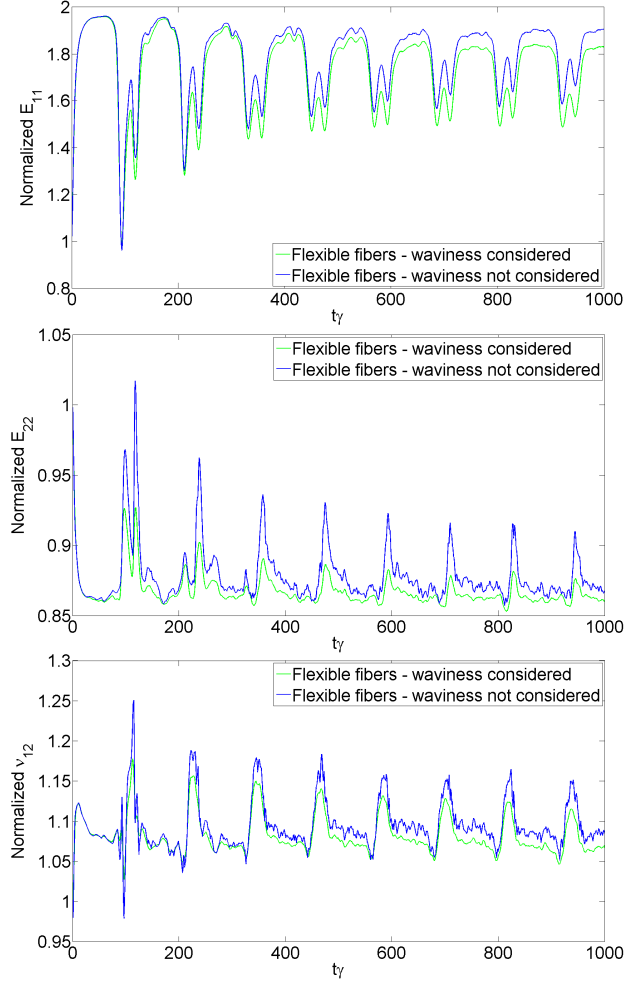 Normalized E11
2
1.8
1.6
1.4
1.2
1
0.8
Flexible fibers - waviness considered
Flexible fibers - waviness not considered
0 200 400 600 800 1000
tγ
Normalized E22
1.05
1
0.95
0.9
0.85
Flexible fibers - waviness considered
Flexible fibers - waviness not considered
0 200 400 600 800 1000
tγ
Normalized ν12
1.3
1.25
1.2
1.15
1.1
1.05
1
0.95
Flexible fibers - waviness considered
Flexible fibers - waviness not considered
0 200 400 600 800 1000
tγ